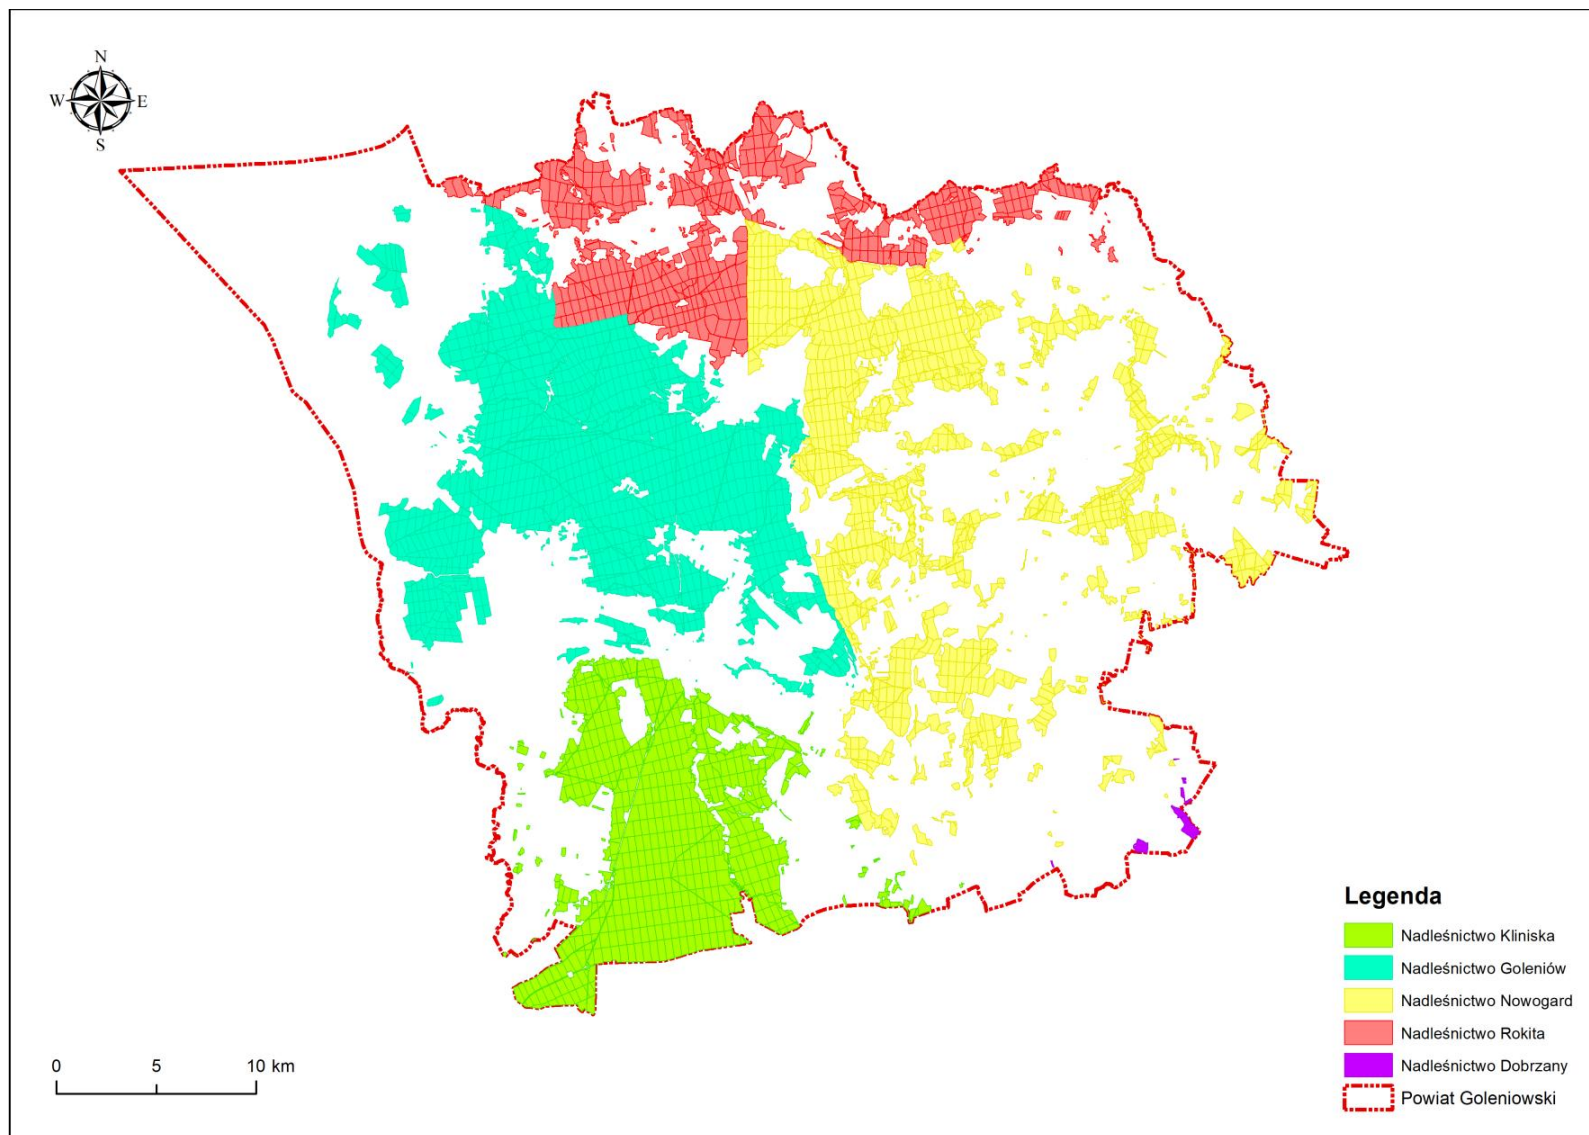 N
W E
S
Legenda
Nadleśnictwo Kliniska
Nadleśnictwo Goleniów
Nadleśnictwo Nowogard
Nadleśnictwo Rokita
Nadleśnictwo Dobrzany
Powiat Goleniowski
0 5 10 km